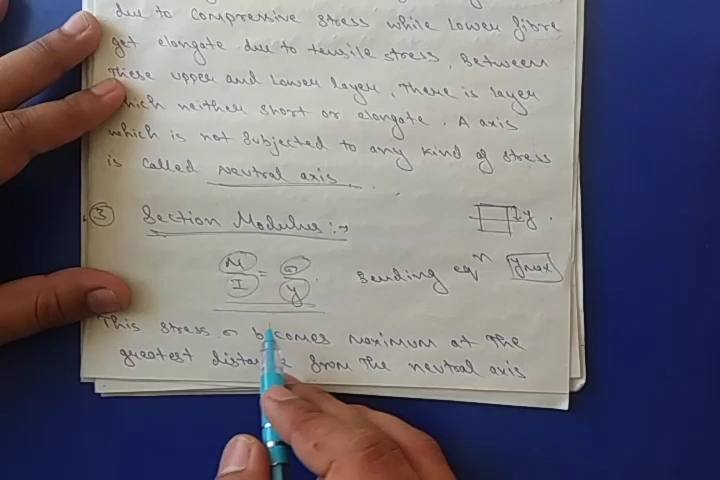 due to compressive stress while Lower fibre
get elongate due to tensile stress, Between
these upper and Lower layer, There is layer
which neither short or elongate. A axis
which is not subjected to any kind of stress
is called Neutral axis
③ Section Modulus :→ y.
M/I = σ/y Bending eqⁿ ymax
This stress σ becomes maximum at the
greatest distance from the neutral axis